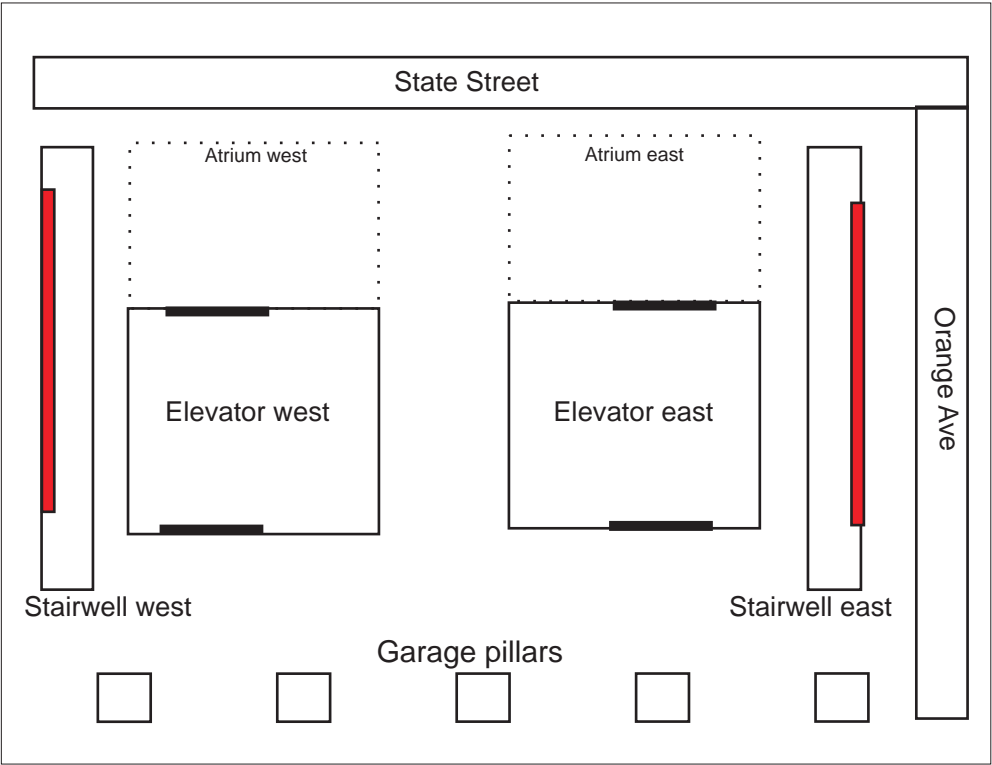 State Street
Atrium west
Atrium east
Elevator west
Elevator east
Orange Ave
Stairwell west
Stairwell east
Garage pillars